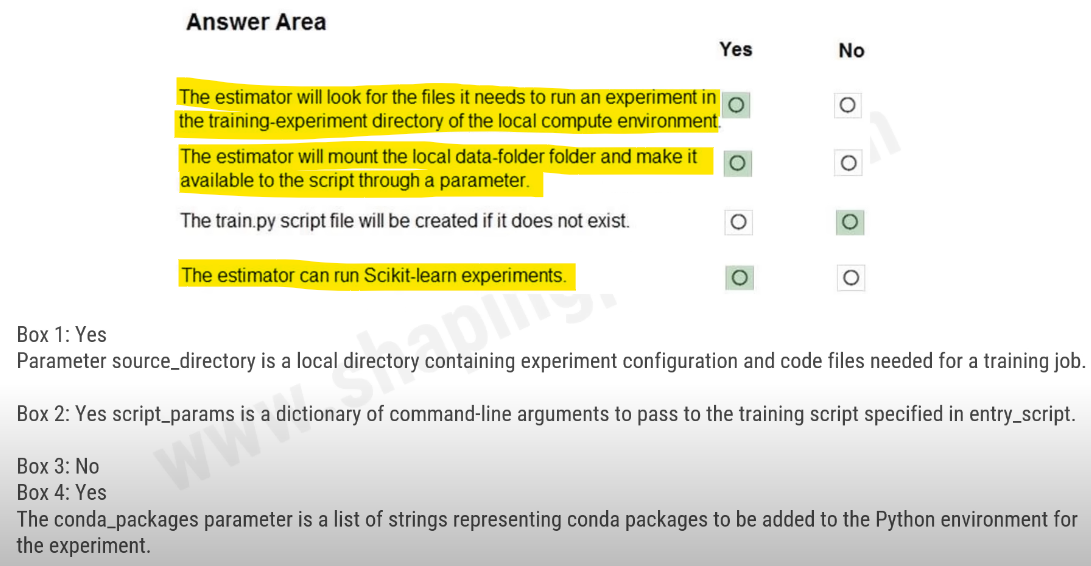 Answer Area
Yes No
The estimator will look for the files it needs to run an experiment in
the training-experiment directory of the local compute environment.
The estimator will mount the local data-folder folder and make it
available to the script through a parameter.
The train.py script file will be created if it does not exist.
The estimator can run Scikit-learn experiments.
Box 1: Yes
Parameter source_directory is a local directory containing experiment configuration and code files needed for a training job.
Box 2: Yes script_params is a dictionary of command-line arguments to pass to the training script specified in entry_script.
Box 3: No
Box 4: Yes
The conda_packages parameter is a list of strings representing conda packages to be added to the Python environment for
the experiment.